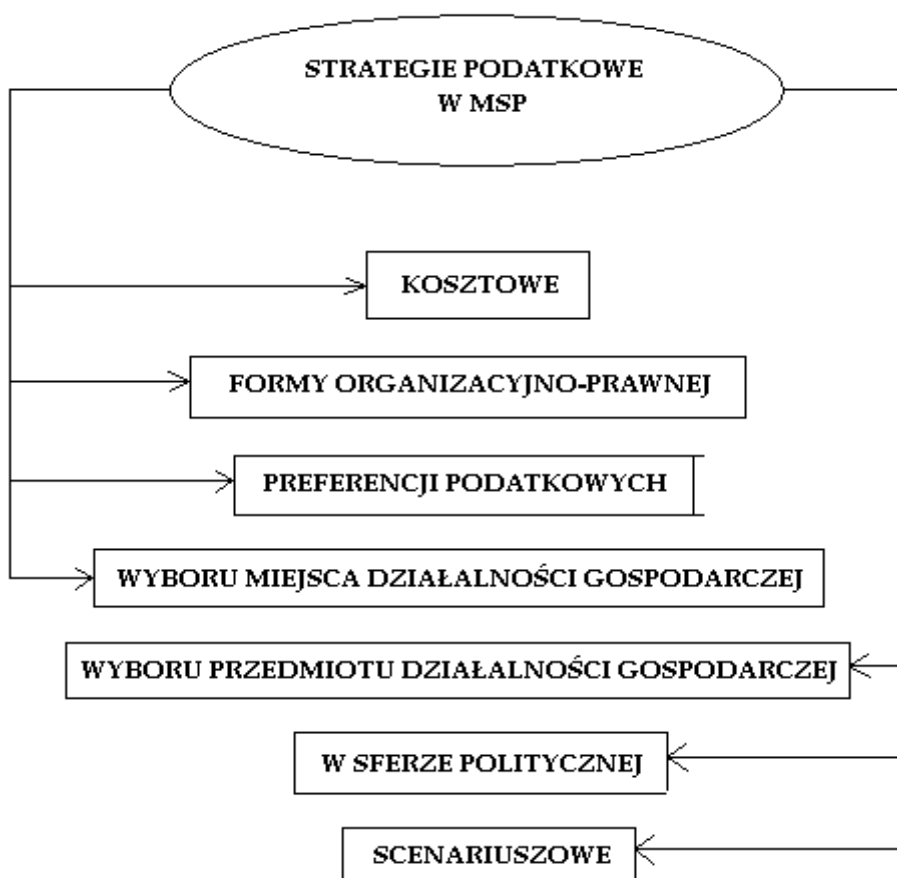 STRATEGIE PODATKOWE
W MSP
KOSZTOWE
FORMY ORGANIZACYJNO-PRAWNEJ
PREFERENCJI PODATKOWYCH
WYBORU MIEJSCA DZIAŁALNOŚCI GOSPODARCZEJ
WYBORU PRZEDMIOTU DZIAŁALNOŚCI GOSPODARCZEJ
W SFERZE POLITYCZNEJ
SCENARIUSZOWE